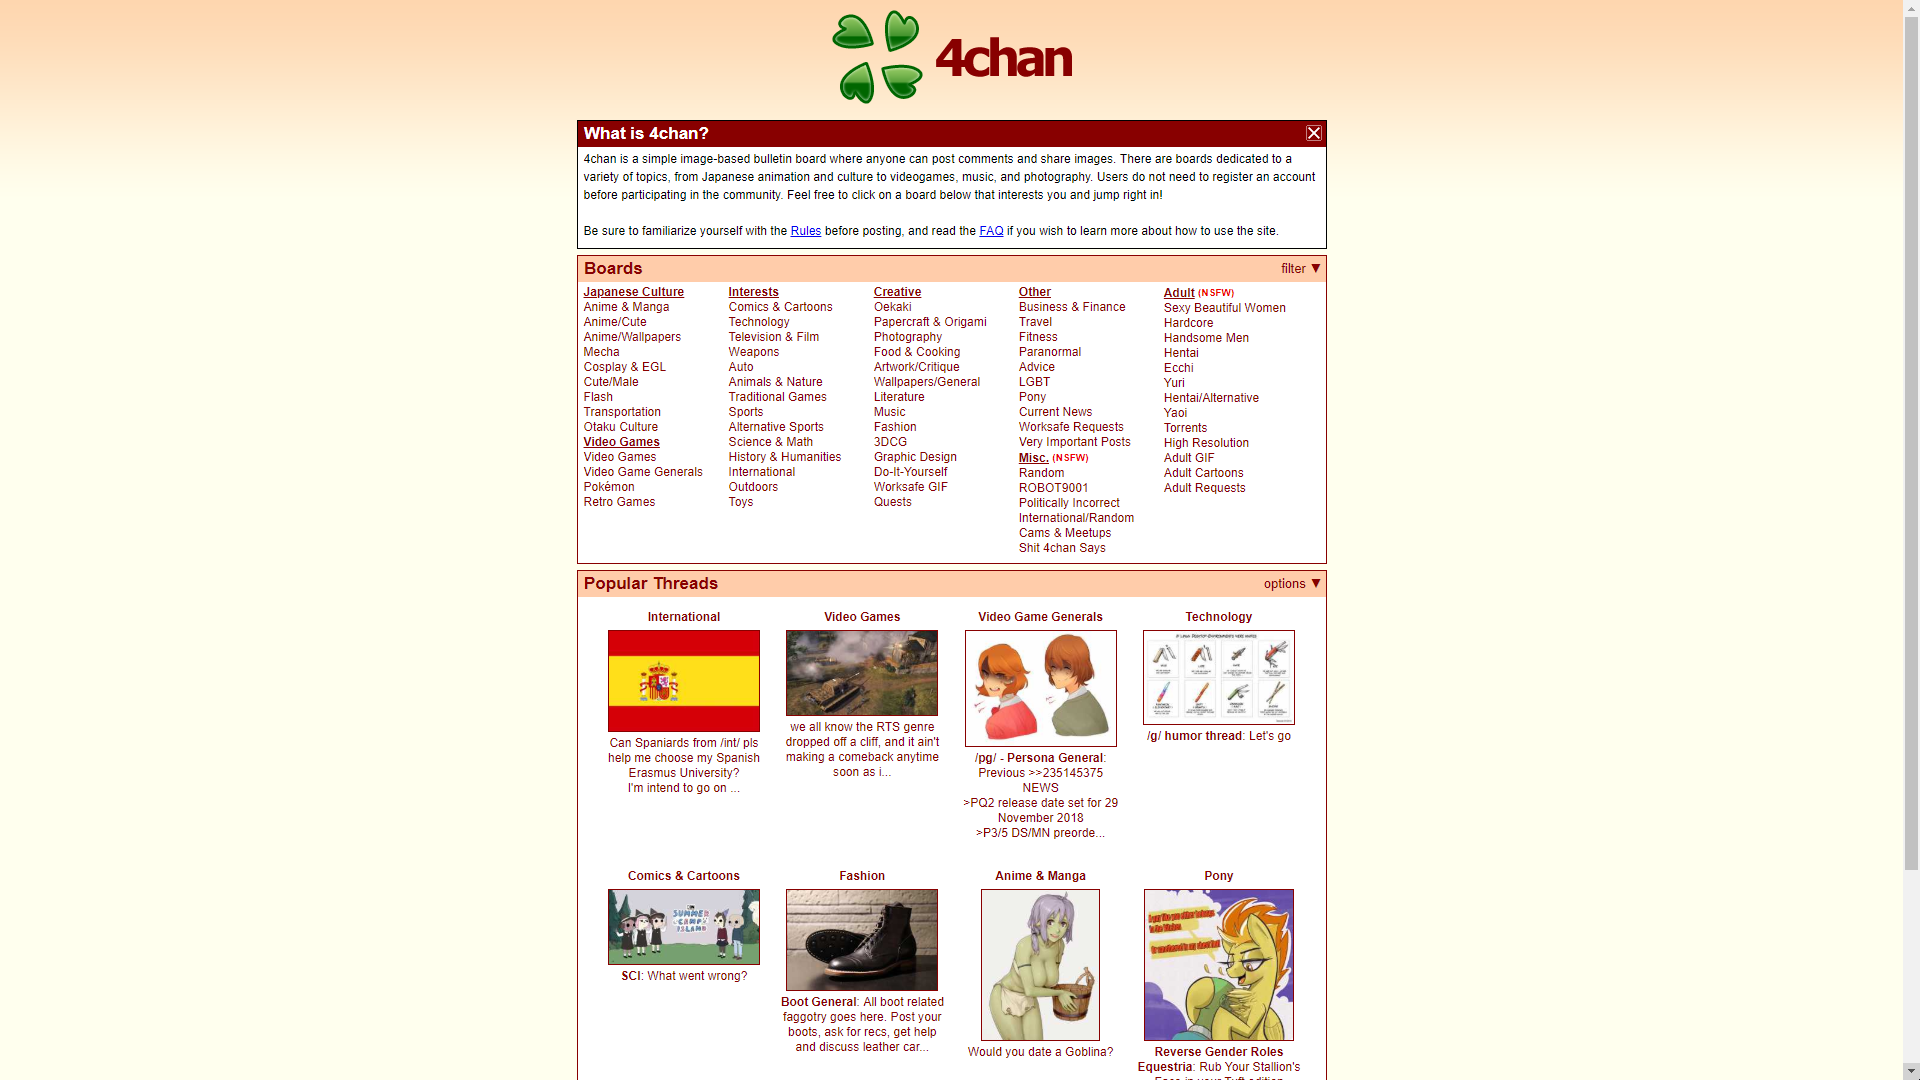 4chan
What is 4chan?
4chan is a simple image-based bulletin board where anyone can post comments and share images. There are boards dedicated to a
variety of topics, from Japanese animation and culture to videogames, music, and photography. Users do not need to register an account
before participating in the community. Feel free to click on a board below that interests you and jump right in!
Be sure to familiarize yourself with the Rules before posting, and read the FAQ if you wish to learn more about how to use the site.
Boards
filter ▼
Japanese Culture
Anime & Manga
Anime/Cute
Anime/Wallpapers
Mecha
Cosplay & EGL
Cute/Male
Flash
Transportation
Otaku Culture
Video Games
Video Games
Video Game Generals
Pokémon
Retro Games
Interests
Comics & Cartoons
Technology
Television & Film
Weapons
Auto
Animals & Nature
Traditional Games
Sports
Alternative Sports
Science & Math
History & Humanities
International
Outdoors
Toys
Creative
Oekaki
Papercraft & Origami
Photography
Food & Cooking
Artwork/Critique
Wallpapers/General
Literature
Music
Fashion
3DCG
Graphic Design
Do-It-Yourself
Worksafe GIF
Quests
Other
Business & Finance
Travel
Fitness
Paranormal
Advice
LGBT
Pony
Current News
Worksafe Requests
Very Important Posts
Misc. (NSFW)
Random
ROBOT9001
Politically Incorrect
International/Random
Cams & Meetups
Shit 4chan Says
Adult (NSFW)
Sexy Beautiful Women
Hardcore
Handsome Men
Hentai
Ecchi
Yuri
Hentai/Alternative
Yaoi
Torrents
High Resolution
Adult GIF
Adult Cartoons
Adult Requests
Popular Threads
options ▼
International
Can Spaniards from /int/ pls
help me choose my Spanish
Erasmus University?
I'm intend to go on ...
Video Games
we all know the RTS genre
dropped off a cliff, and it ain't
making a comeback anytime
soon as i...
Video Game Generals
/pg/ - Persona General:
Previous >>235145375
NEWS
>PQ2 release date set for 29
November 2018
>P3/5 DS/MN preorde...
Technology
/g/ humor thread: Let's go
Comics & Cartoons
SUMMER
CAMP
ISLAND
SCI: What went wrong?
Fashion
Boot General: All boot related
faggotry goes here. Post your
boots, ask for recs, get help
and discuss leather car...
Anime & Manga
Would you date a Goblina?
Pony
Reverse Gender Roles
Equestria: Rub Your Stallion's
Face in your Tuft edition